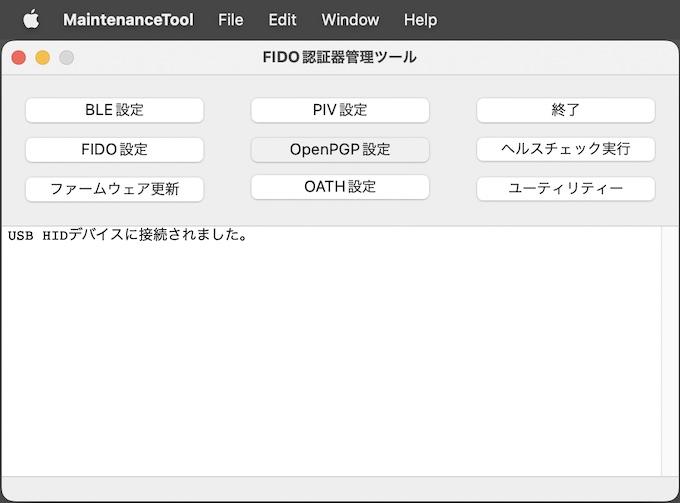 MaintenanceTool File Edit Window Help
FIDO認証器管理ツール
BLE設定 PIV設定 終了
FIDO設定 OpenPGP設定 ヘルスチェック実行
ファームウェア更新 OATH設定 ユーティリティー
USB HIDデバイスに接続されました。